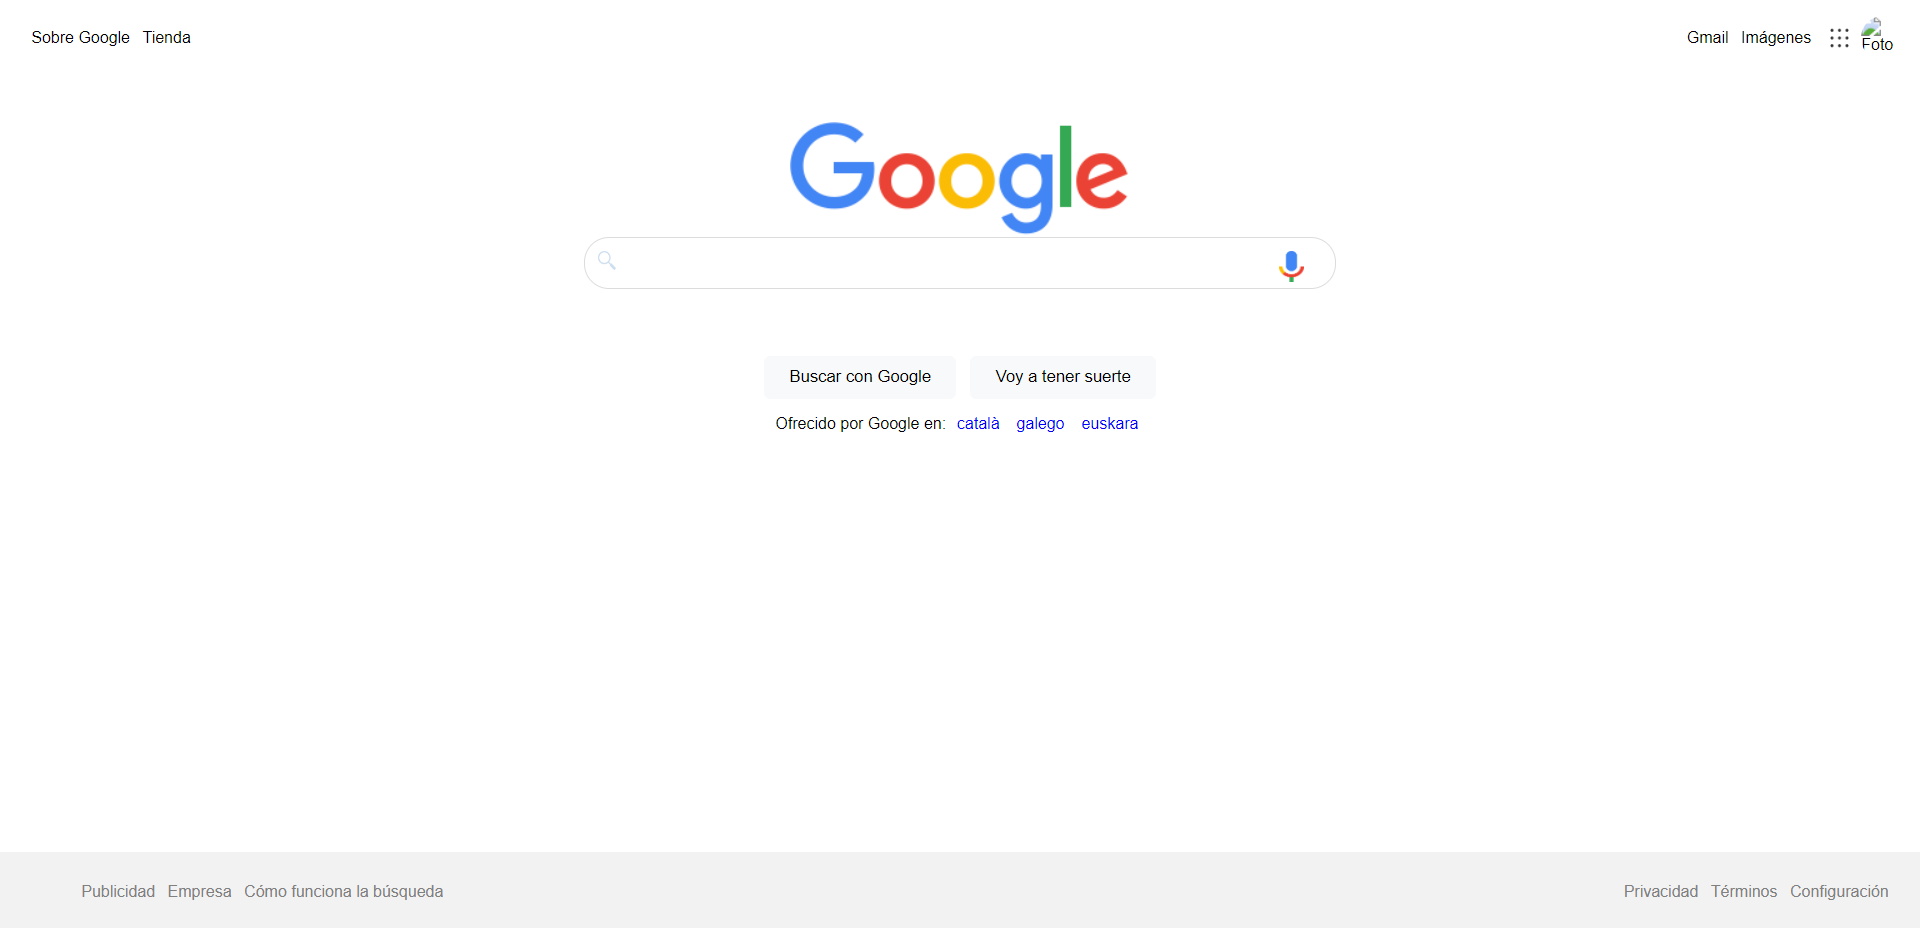 Sobre Google Tienda Gmail Imágenes Foto
Google
Buscar con Google Voy a tener suerte
Ofrecido por Google en: català galego euskara
Publicidad Empresa Cómo funciona la búsqueda Privacidad Términos Configuración